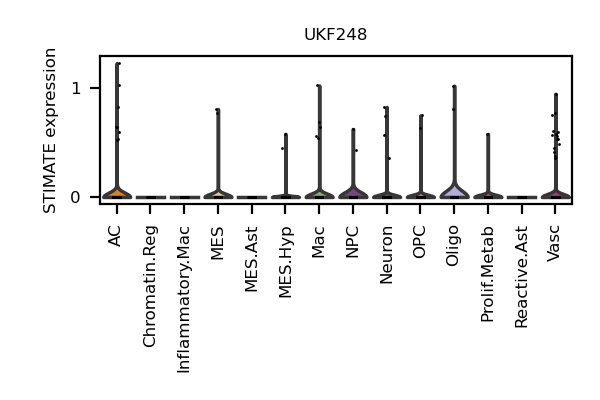 UKF248
STIMATE expression
1
0
AC
Chromatin.Reg
Inflammatory.Mac
MES
MES.Ast
MES.Hyp
Mac
NPC
Neuron
OPC
Oligo
Prolif.Metab
Reactive.Ast
Vasc